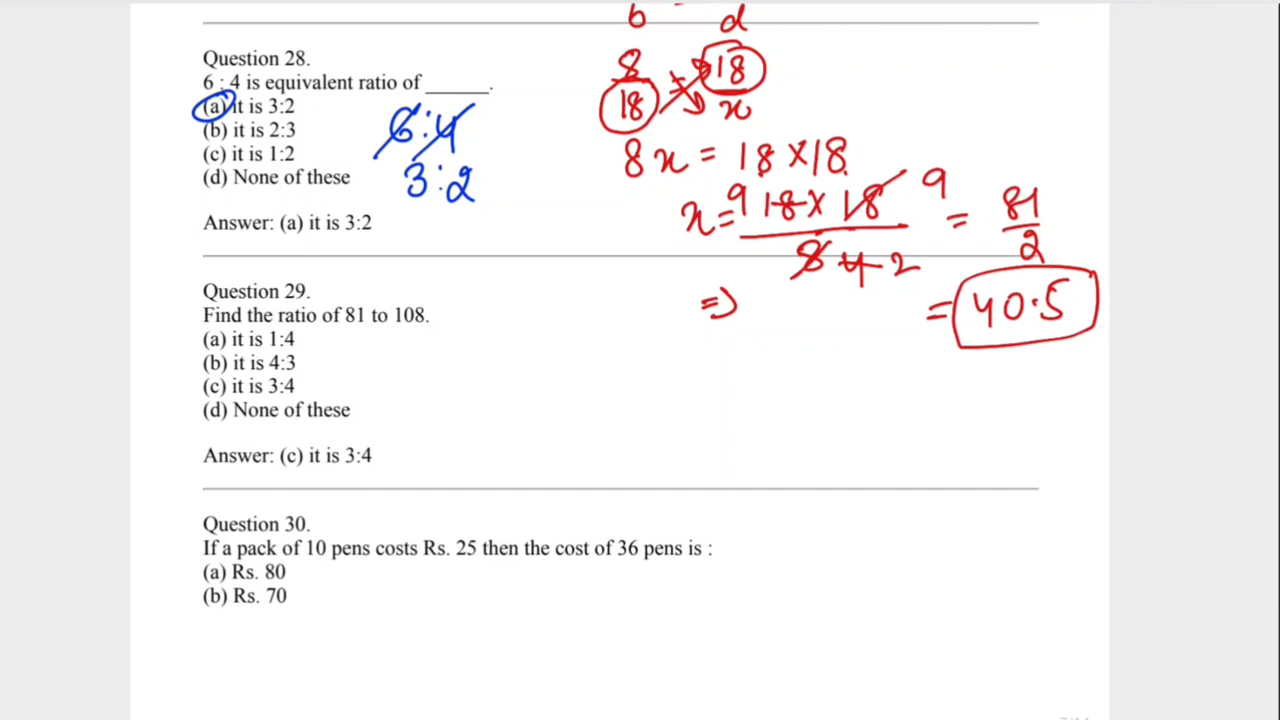 b d
Question 28.
6 : 4 is equivalent ratio of ______.
(a) it is 3:2
(b) it is 2:3
(c) it is 1:2
(d) None of these
6:4
3:2
Answer: (a) it is 3:2
8 18
18 x
8x = 18 x 18
x = 9 18 x 18 9 = 81
8 4 2 2
=> = 40.5
Question 29.
Find the ratio of 81 to 108.
(a) it is 1:4
(b) it is 4:3
(c) it is 3:4
(d) None of these
Answer: (c) it is 3:4
Question 30.
If a pack of 10 pens costs Rs. 25 then the cost of 36 pens is :
(a) Rs. 80
(b) Rs. 70